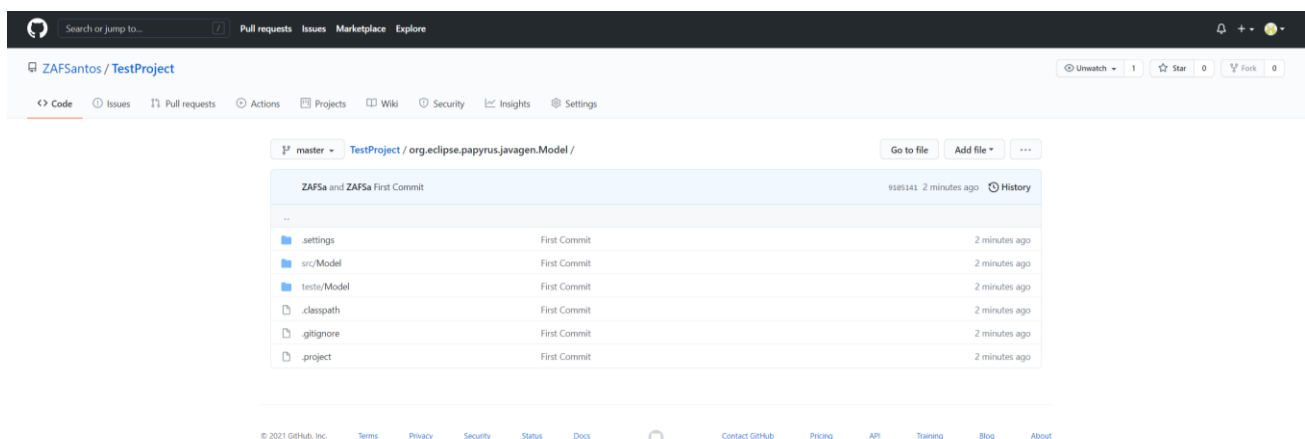 Search or jump to... / Pull requests Issues Marketplace Explore
ZAFSantos / TestProject Unwatch 1 Star 0 Fork 0
<> Code Issues Pull requests Actions Projects Wiki Security Insights Settings
master TestProject / org.eclipse.papyrus.javagen.Model / Go to file Add file ...
ZAFSa and ZAFSa First Commit 9105141 2 minutes ago History
..
.settings First Commit 2 minutes ago
src/Model First Commit 2 minutes ago
teste/Model First Commit 2 minutes ago
.classpath First Commit 2 minutes ago
.gitignore First Commit 2 minutes ago
.project First Commit 2 minutes ago
© 2021 GitHub, Inc. Terms Privacy Security Status Docs Contact GitHub Pricing API Training Blog About